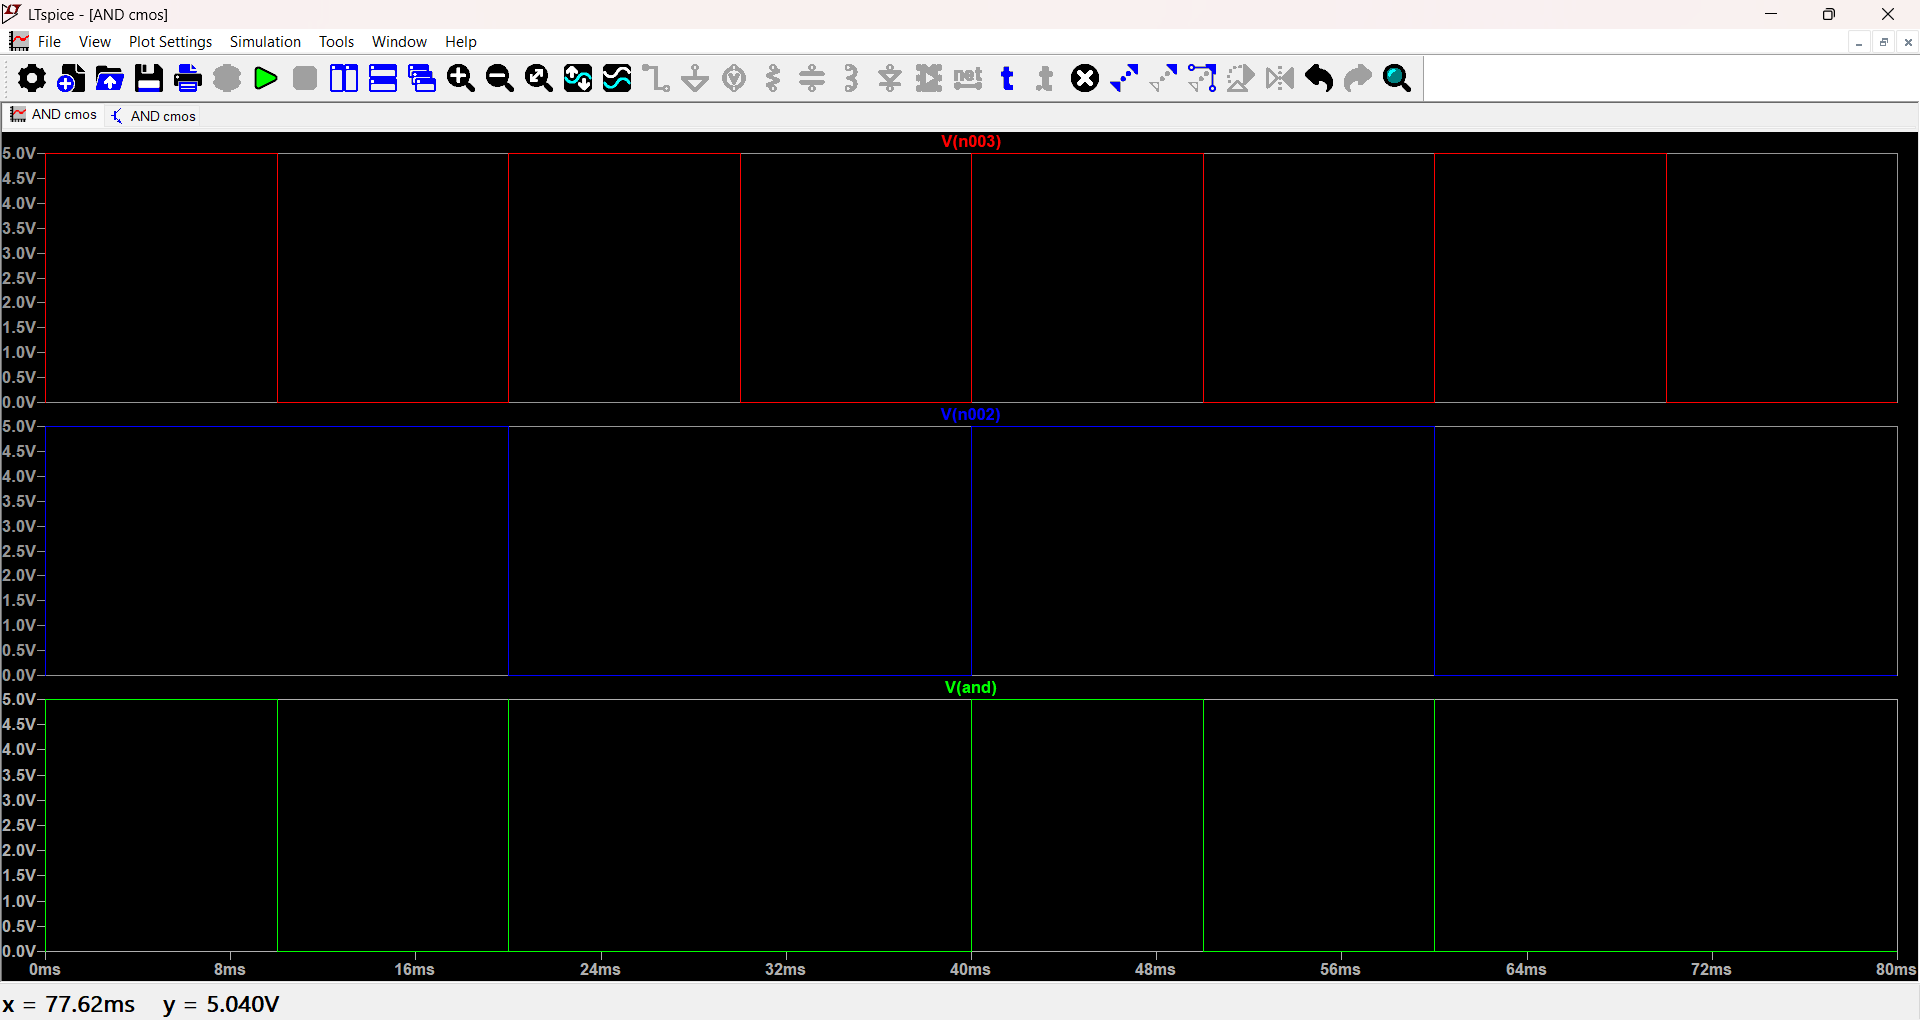 LTspice - [AND cmos]
File View Plot Settings Simulation Tools Window Help
net t .t
AND cmos AND cmos
V(n003)
5.0V
4.5V
4.0V
3.5V
3.0V
2.5V
2.0V
1.5V
1.0V
0.5V
0.0V
V(n002)
5.0V
4.5V
4.0V
3.5V
3.0V
2.5V
2.0V
1.5V
1.0V
0.5V
0.0V
V(and)
5.0V
4.5V
4.0V
3.5V
3.0V
2.5V
2.0V
1.5V
1.0V
0.5V
0.0V
0ms 8ms 16ms 24ms 32ms 40ms 48ms 56ms 64ms 72ms 80ms
x = 77.62ms y = 5.040V